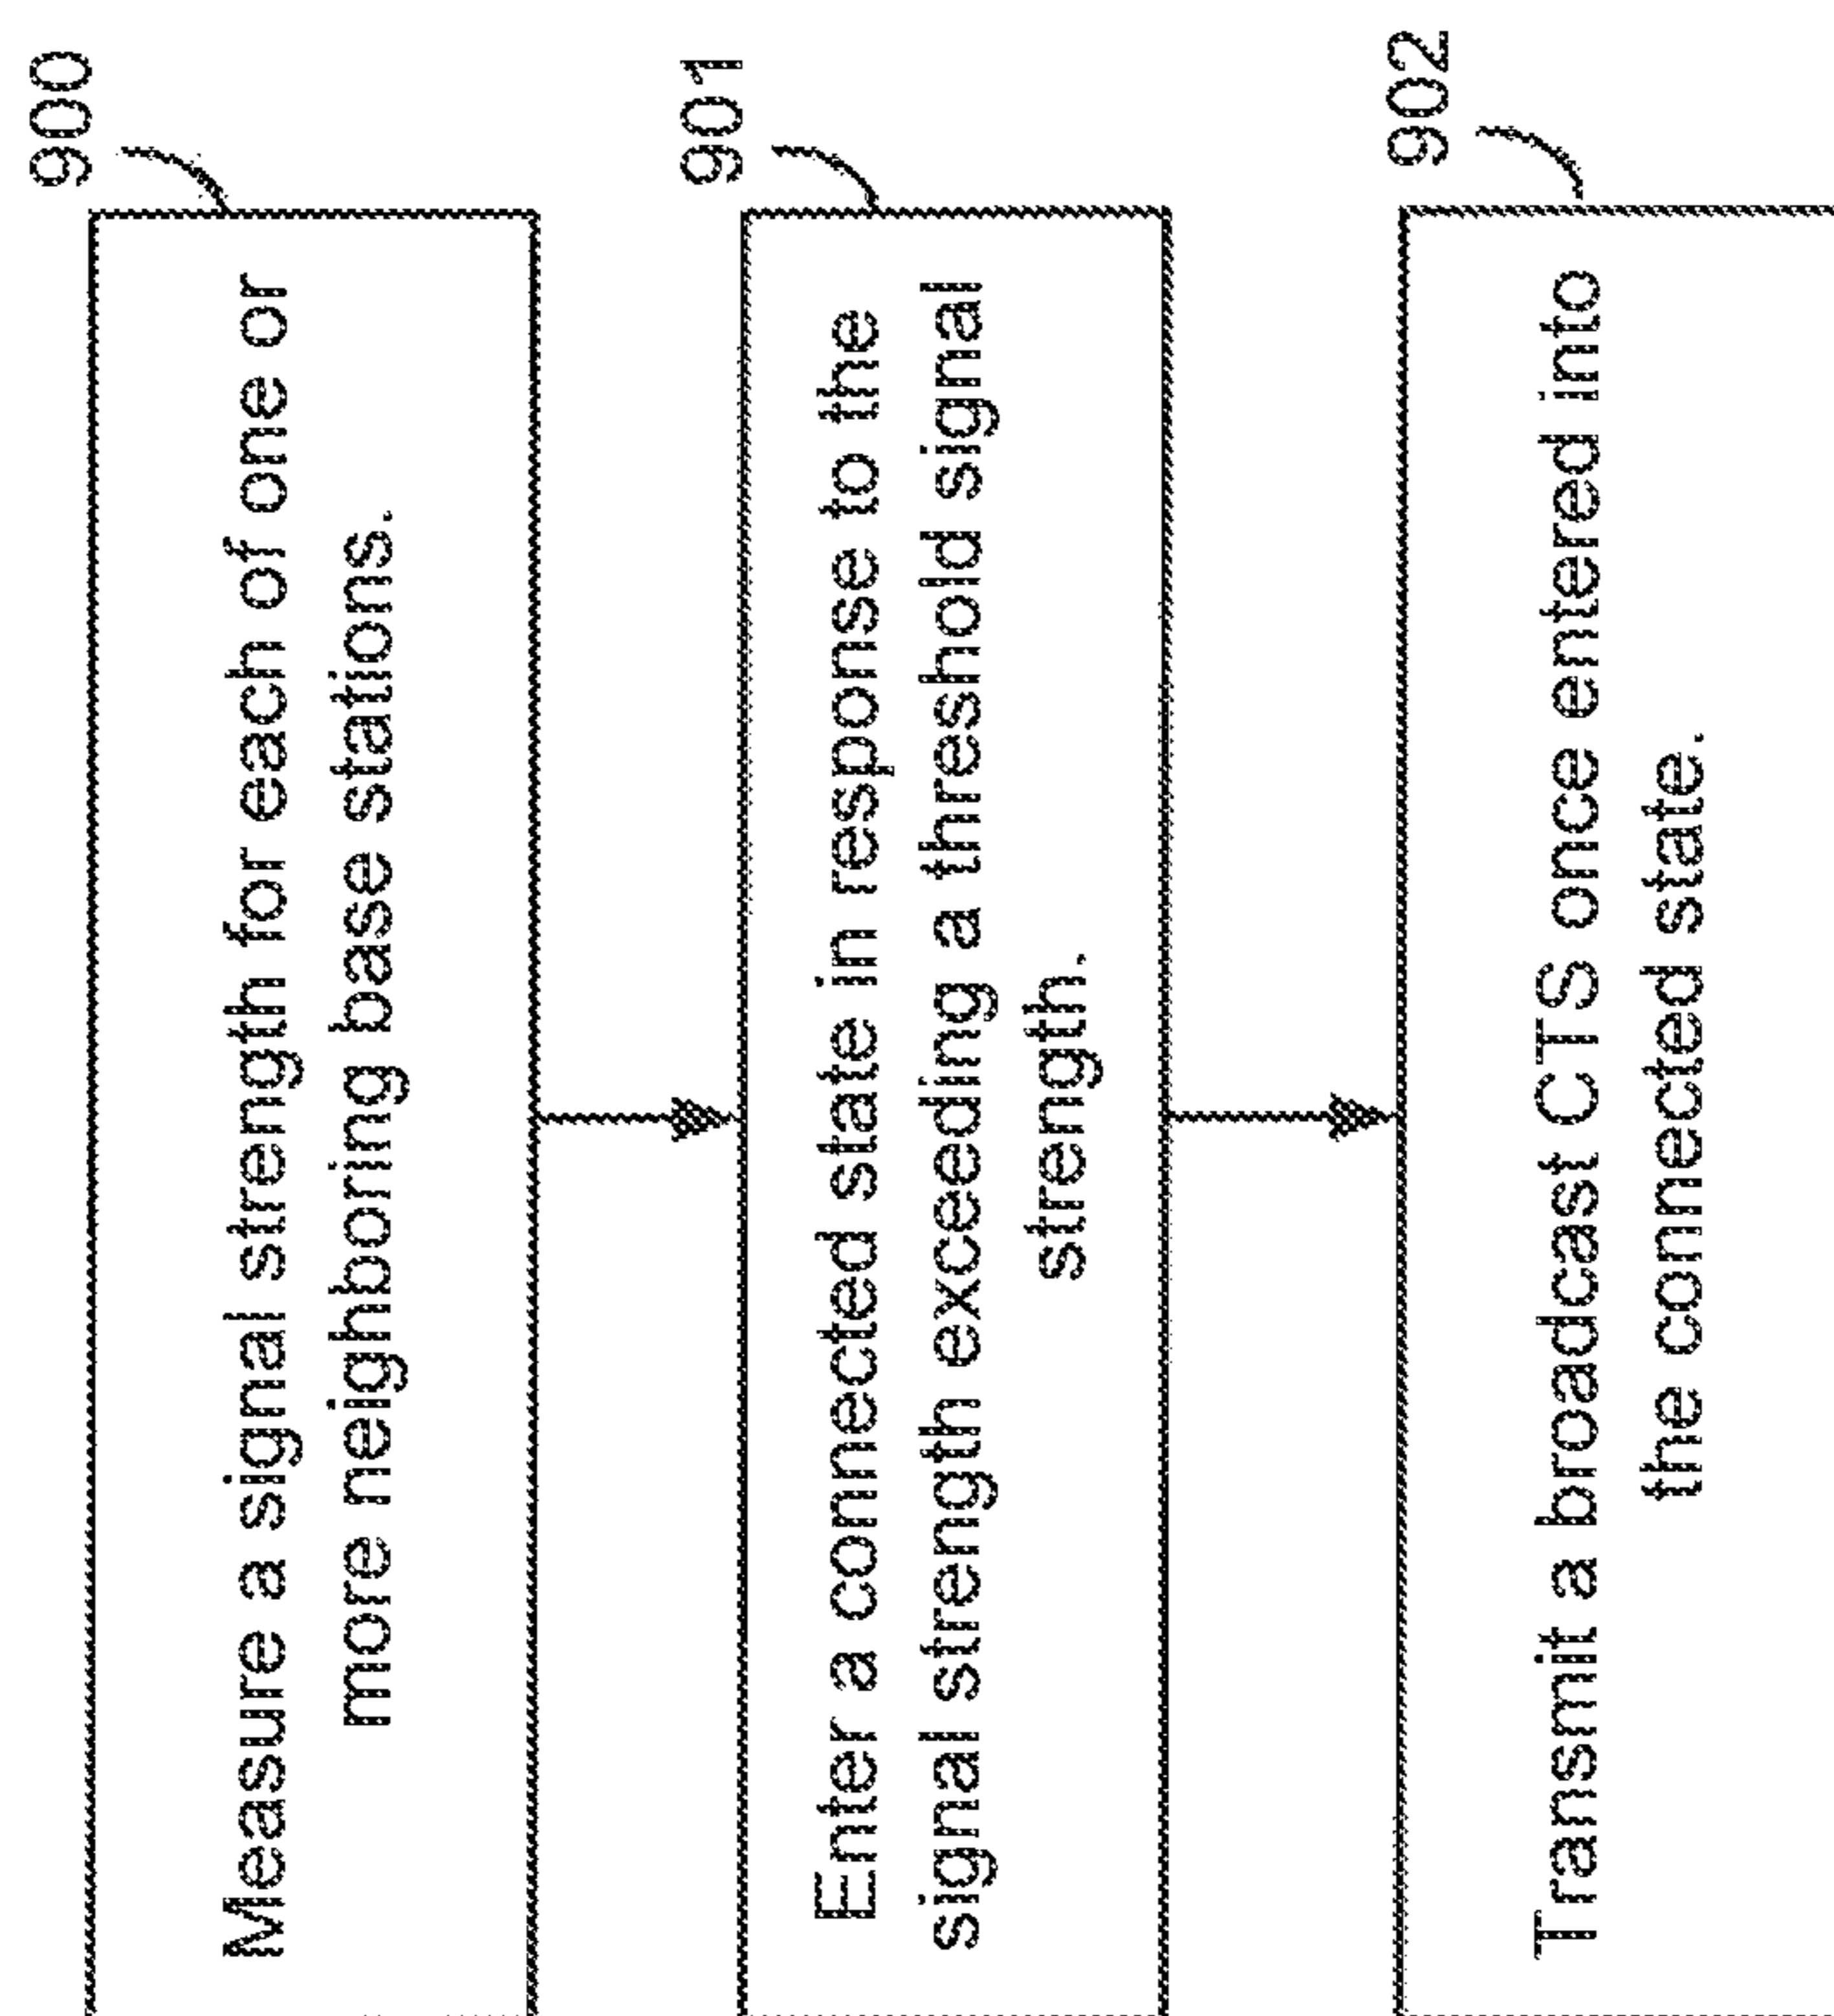 900
Measure a signal strength for each of one or
more neighboring base stations.
901
Enter a connected state in response to the
signal strength exceeding a threshold signal
strength.
902
Transmit a broadcast CTS once entered into
the connected state.